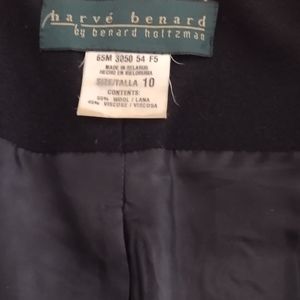 harvé benard
by benard holtzman
65M 3050 54 F5
MADE IN BELARUS
HECHO EN BIELORRUSIA
SIZE/TALLA 10
CONTENTS:
WOOL / LANA
VISCOSE / VISCOSA